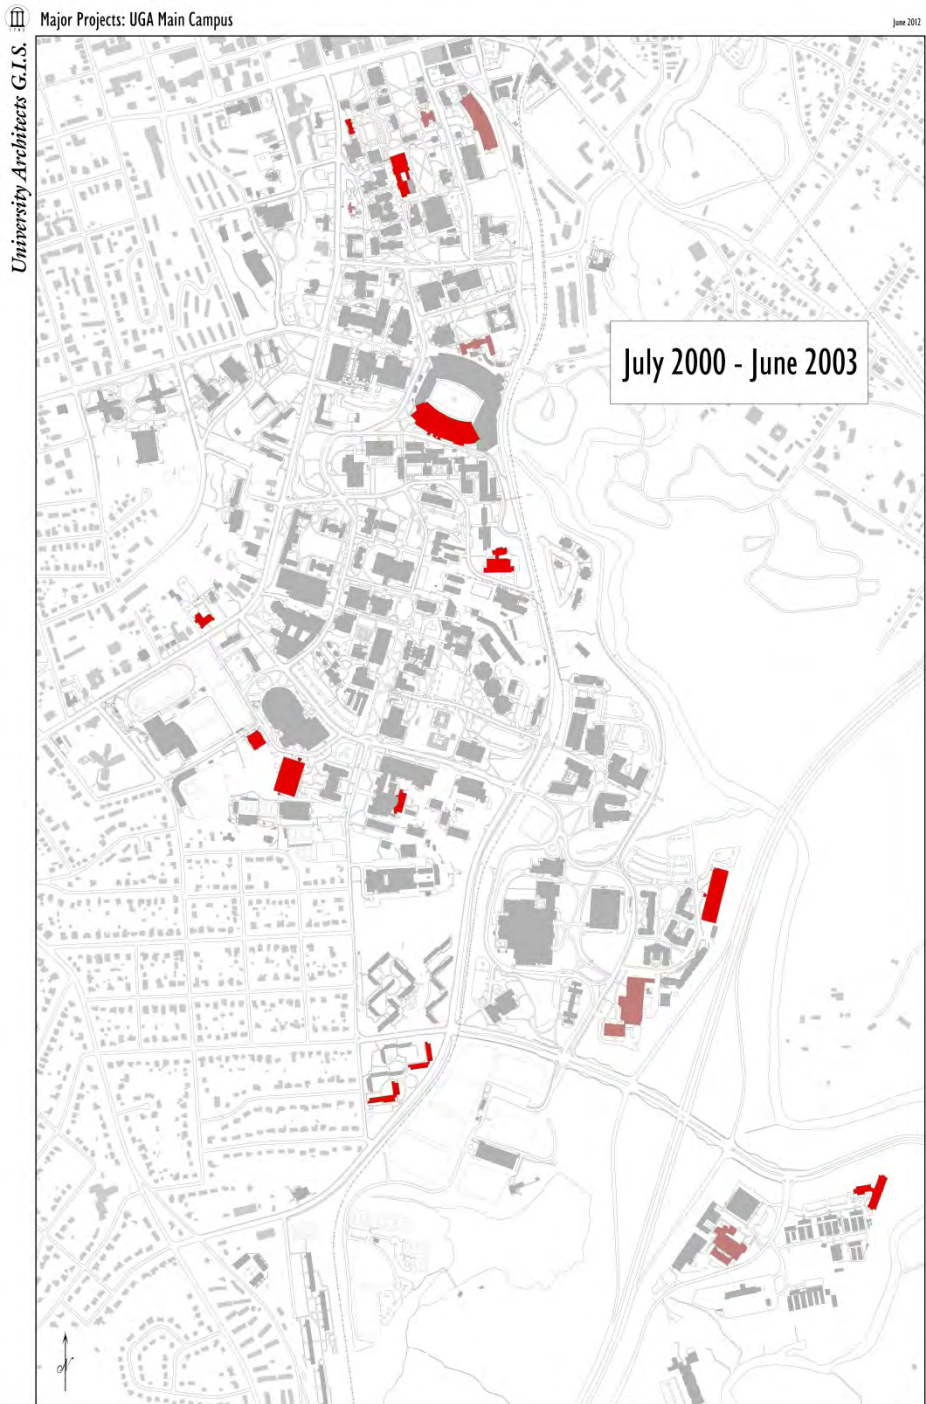 Major Projects: UGA Main Campus
June 2012
University Architects G.I.S.
July 2000 - June 2003
N